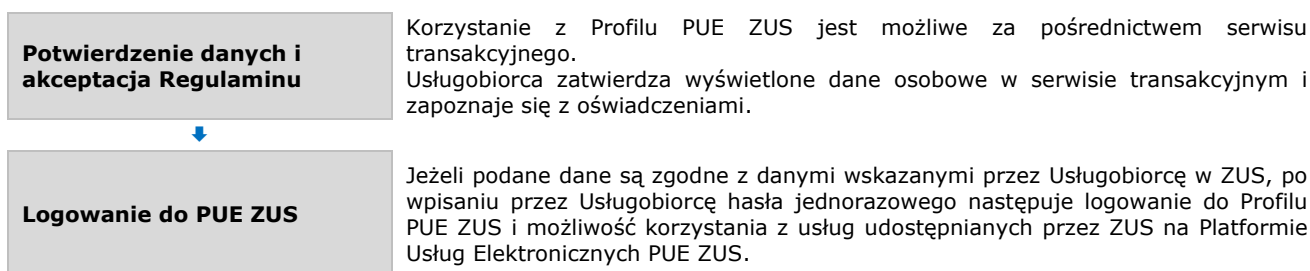 Potwierdzenie danych i
akceptacja Regulaminu
Korzystanie z Profilu PUE ZUS jest możliwe za pośrednictwem serwisu
transakcyjnego.
Usługobiorca zatwierdza wyświetlone dane osobowe w serwisie transakcyjnym i
zapoznaje się z oświadczeniami.
Logowanie do PUE ZUS
Jeżeli podane dane są zgodne z danymi wskazanymi przez Usługobiorcę w ZUS, po
wpisaniu przez Usługobiorcę hasła jednorazowego następuje logowanie do Profilu
PUE ZUS i możliwość korzystania z usług udostępnianych przez ZUS na Platformie
Usług Elektronicznych PUE ZUS.